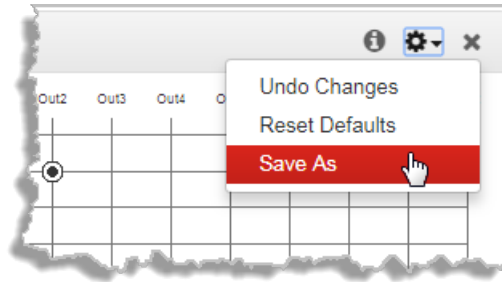 Out2 Out3 Out4 O
Undo Changes
Reset Defaults
Save As